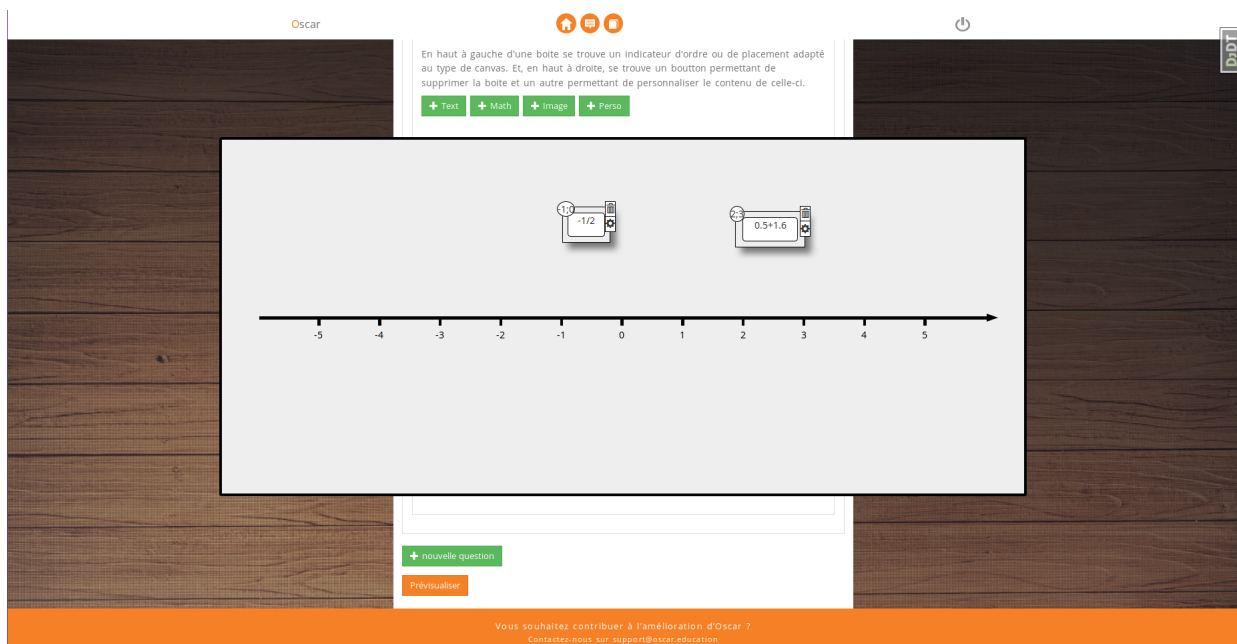 Oscar
DJDT
En haut à gauche d'une boite se trouve un indicateur d'ordre ou de placement adapté
au type de canvas. Et, en haut à droite, se trouve un boutton permettant de
supprimer la boite et un autre permettant de personnaliser le contenu de celle-ci.
Text Math Image Perso
-1;0
-1/2
2;3
0.5+1.6
-5 -4 -3 -2 -1 0 1 2 3 4 5
nouvelle question
Prévisualiser
Vous souhaitez contribuer à l'amélioration d'Oscar ?
Contactez-nous sur support@oscar.education